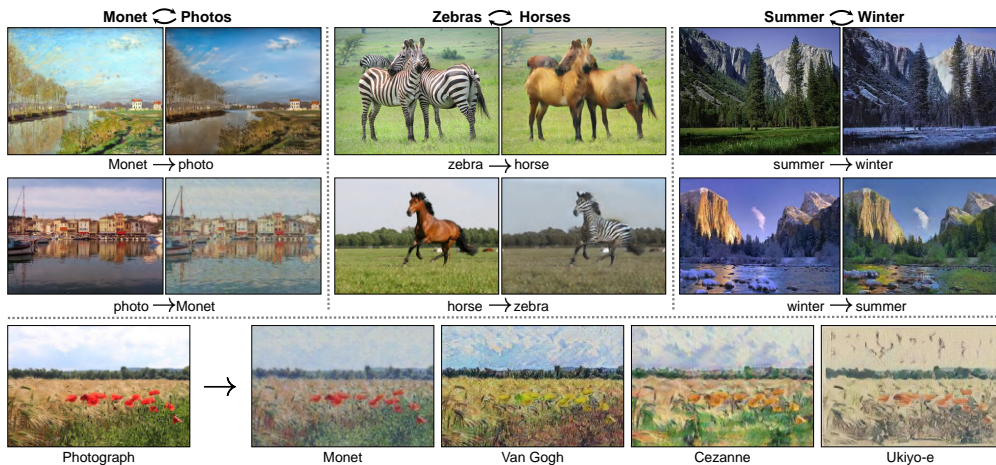 Monet Photos
Zebras Horses
Summer Winter
Monet → photo
zebra → horse
summer → winter
photo → Monet
horse → zebra
winter → summer
Photograph
Monet
Van Gogh
Cezanne
Ukiyo-e